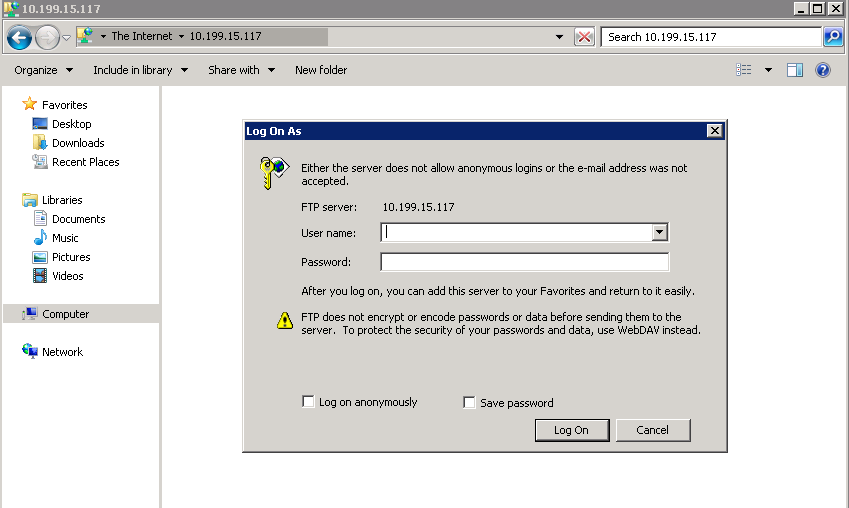 10.199.15.117
The Internet 10.199.15.117
Search 10.199.15.117
Organize Include in library Share with New folder
Favorites
Desktop
Downloads
Recent Places
Libraries
Documents
Music
Pictures
Videos
Computer
Network
Log On As
Either the server does not allow anonymous logins or the e-mail address was not
accepted.
FTP server: 10.199.15.117
User name:
Password:
After you log on, you can add this server to your Favorites and return to it easily.
FTP does not encrypt or encode passwords or data before sending them to the
server. To protect the security of your passwords and data, use WebDAV instead.
Log on anonymously Save password
Log On Cancel